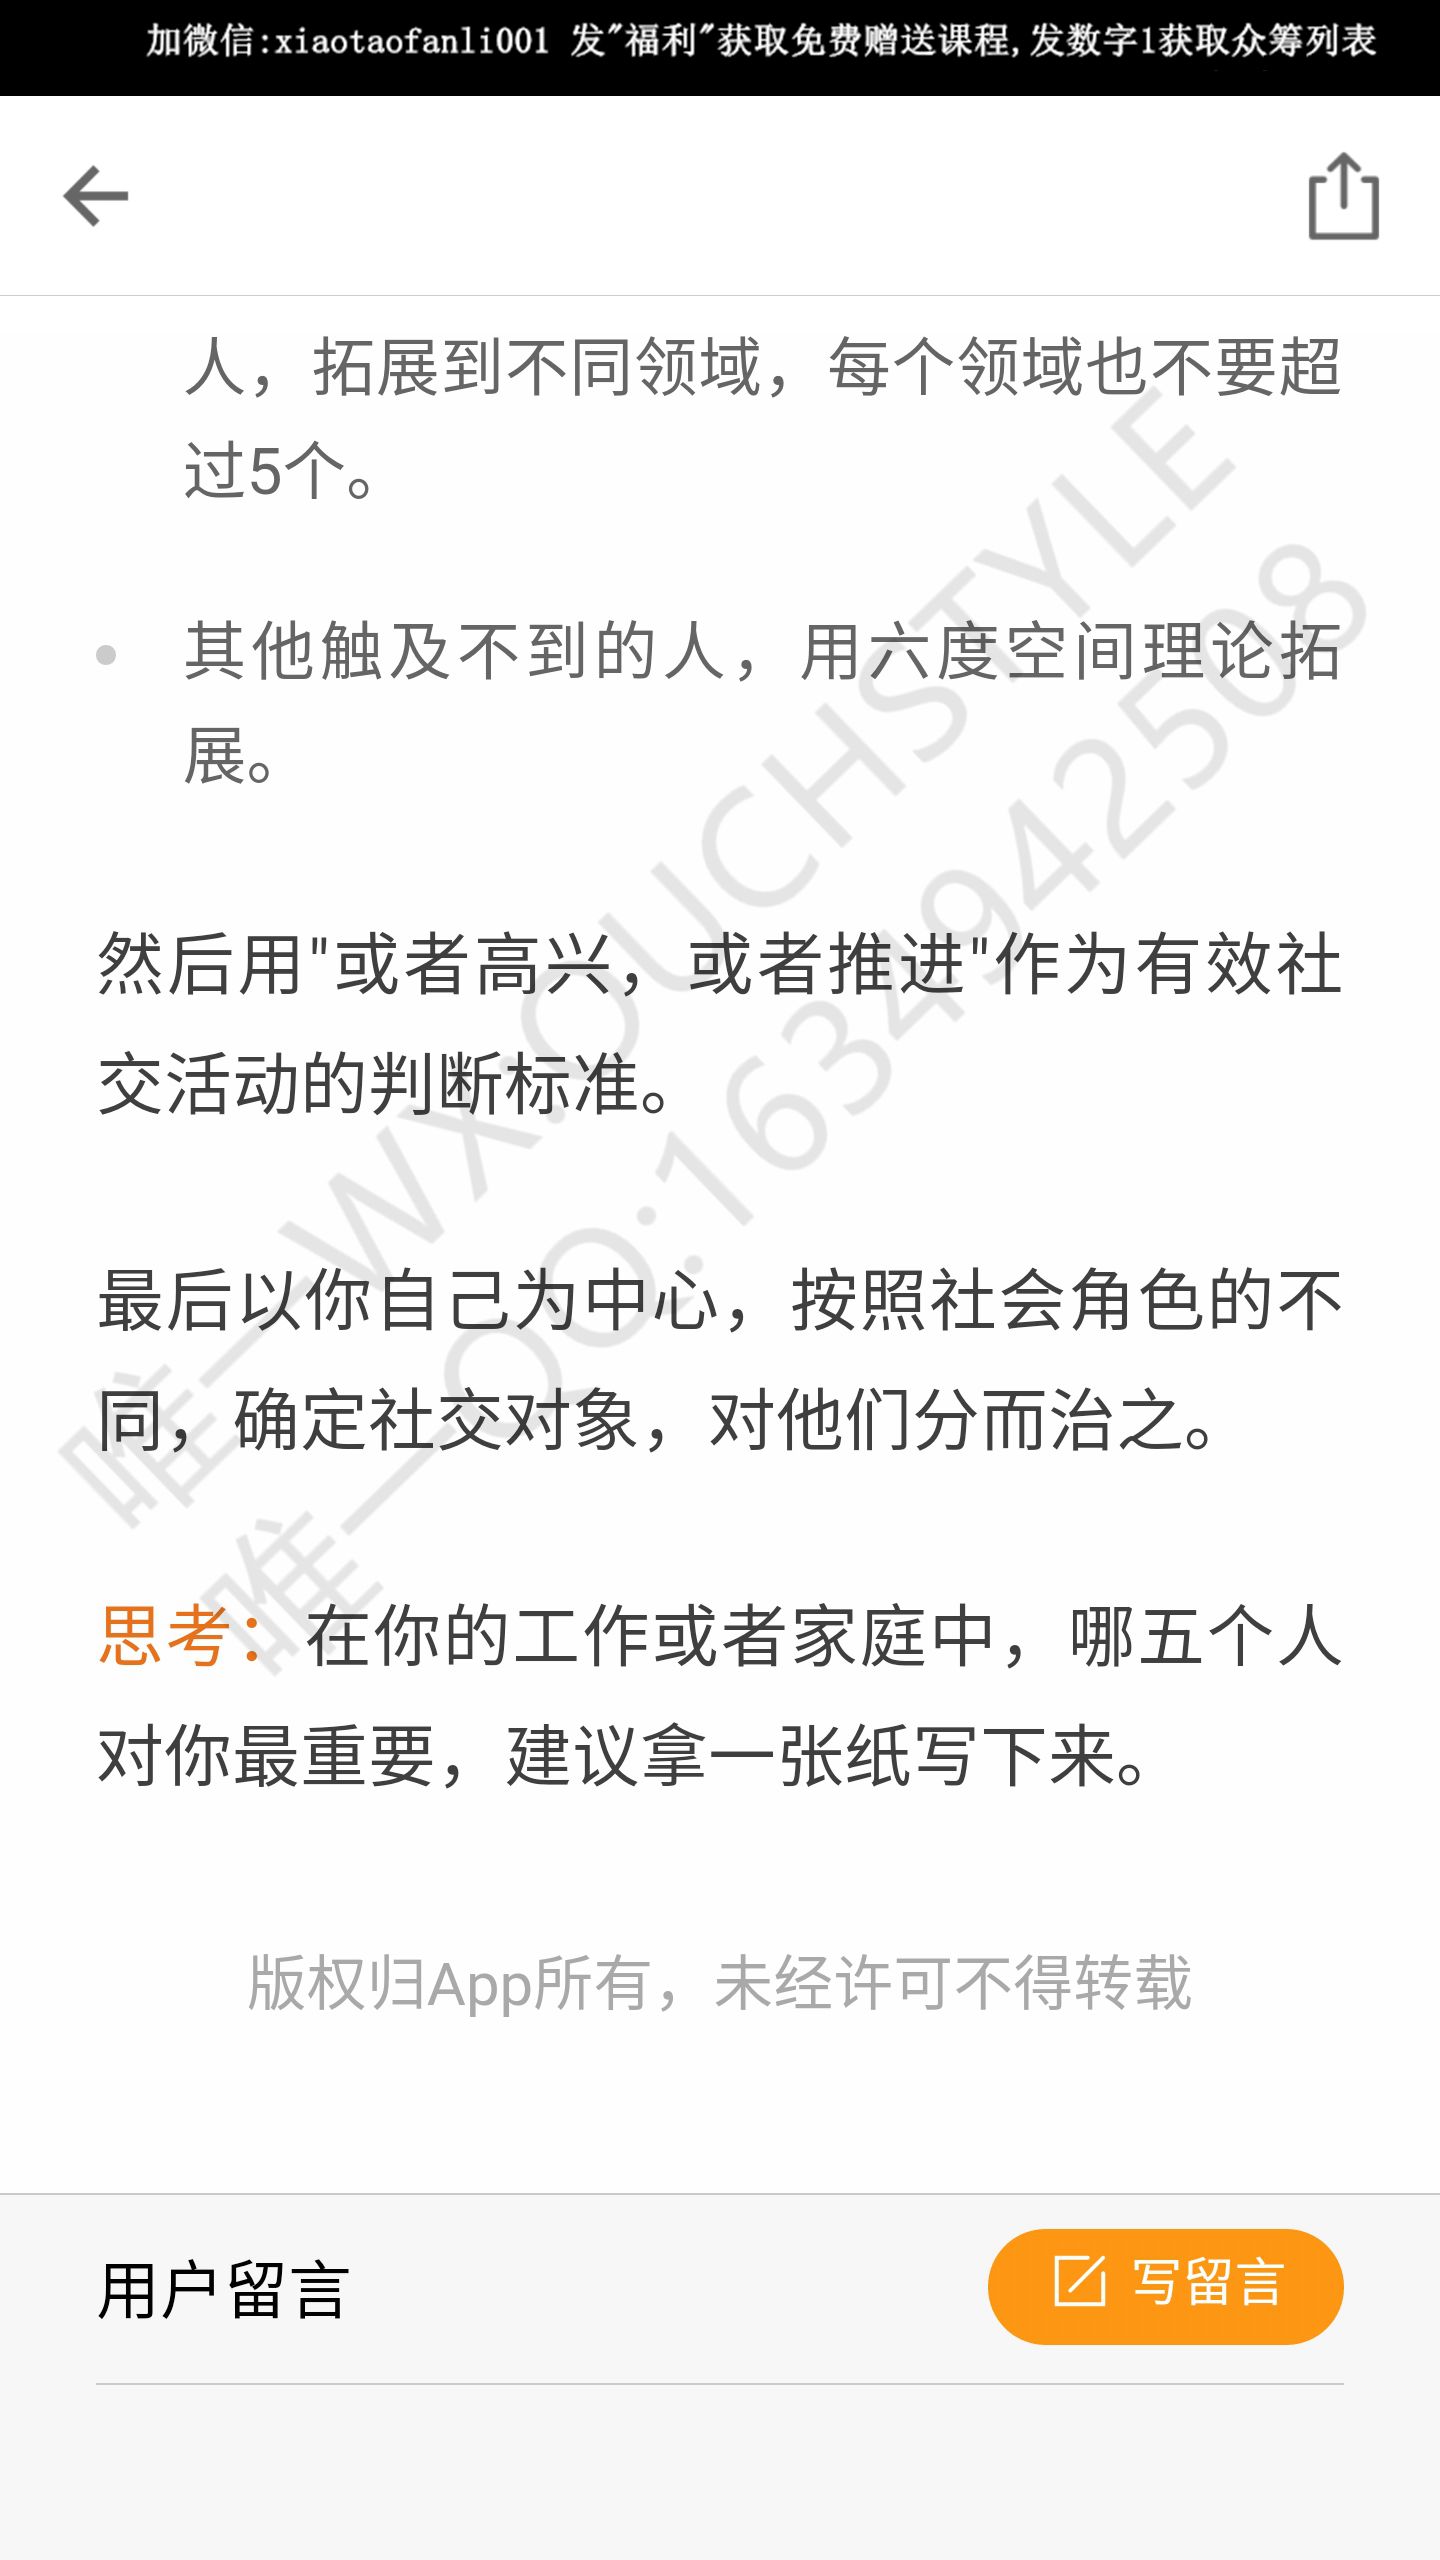 加微信:xiaotaofanli001 发"福利"获取免费赠送课程,发数字1获取众筹列表
人，拓展到不同领域，每个领域也不要超
过5个。
其他触及不到的人，用六度空间理论拓
展。
然后用"或者高兴，或者推进"作为有效社
交活动的判断标准。
最后以你自己为中心，按照社会角色的不
同，确定社交对象，对他们分而治之。
思考：在你的工作或者家庭中，哪五个人
对你最重要，建议拿一张纸写下来。
版权归App所有，未经许可不得转载
用户留言
写留言
唯一WX:OUCHSTYLE
唯一QQ:1634942508